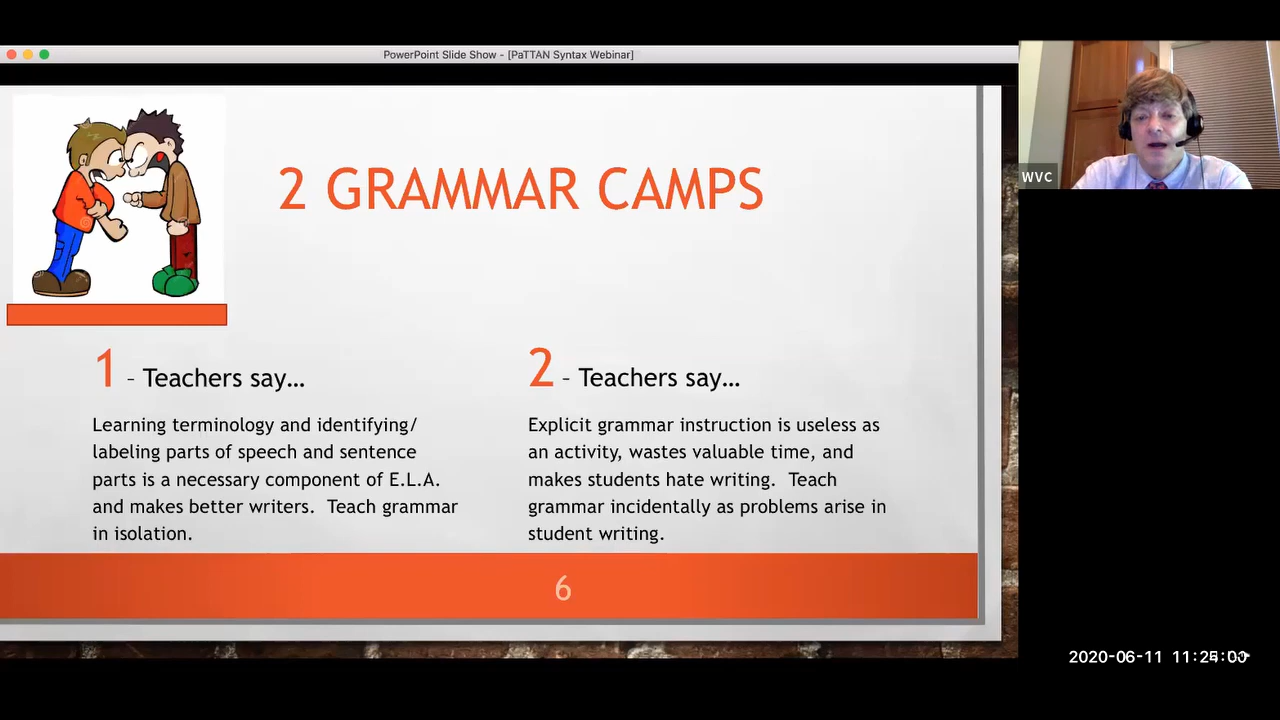 PowerPoint Slide Show - [PaTTAN Syntax Webinar]
2 GRAMMAR CAMPS
1 – Teachers say…
Learning terminology and identifying/
labeling parts of speech and sentence
parts is a necessary component of E.L.A.
and makes better writers.  Teach grammar
in isolation.
2 – Teachers say…
Explicit grammar instruction is useless as
an activity, wastes valuable time, and
makes students hate writing.  Teach
grammar incidentally as problems arise in
student writing.
6
WVC
2020-06-11